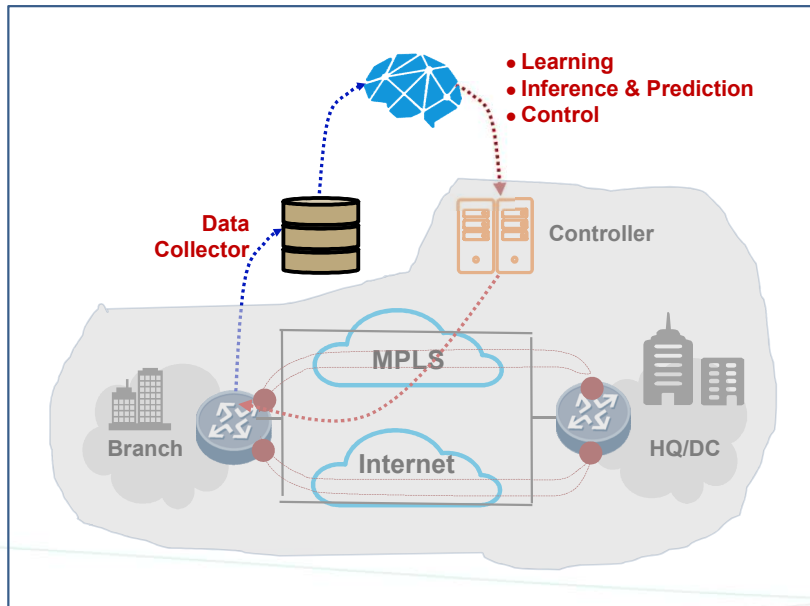 ● Learning
● Inference & Prediction
● Control
Data
Collector
Controller
MPLS
Branch
Internet
HQ/DC